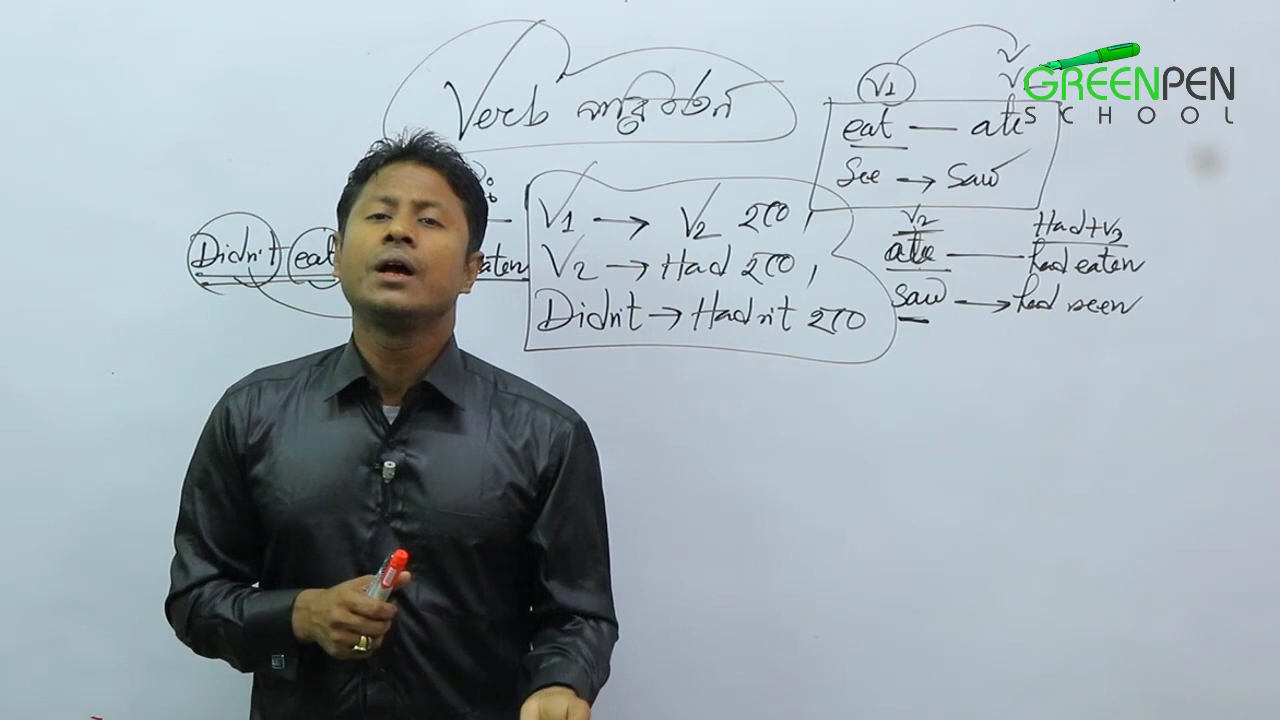 Verb পরিবর্তন
V1
GREENPEN
SCHOOL
eat — ate
See → Saw
V1 → V2 হবে,
V2 → Had হবে,
Didn't → Hadn't হবে
Didn't eat
eaten
V2 Had+V3
ate — had eaten
saw → had seen